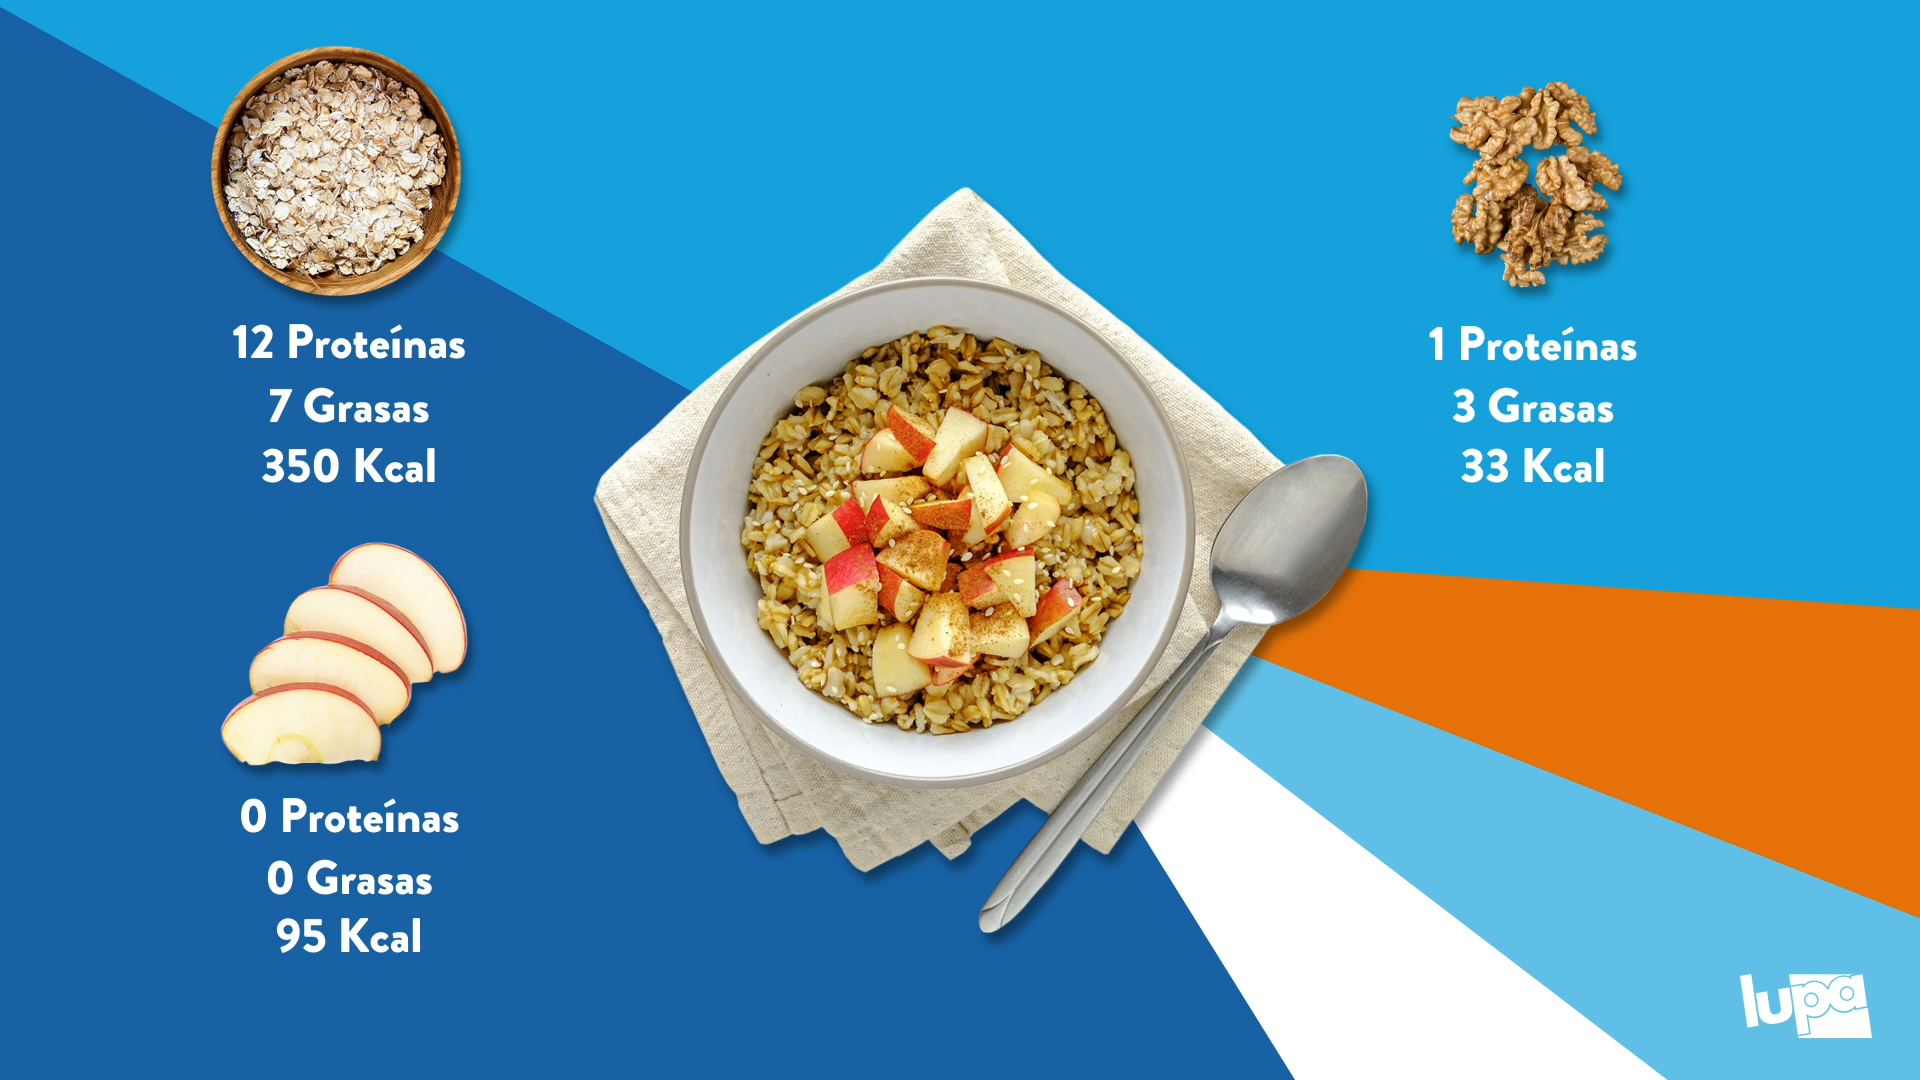 12 Proteínas
7 Grasas
350 Kcal
1 Proteínas
3 Grasas
33 Kcal
0 Proteínas
0 Grasas
95 Kcal
lupa